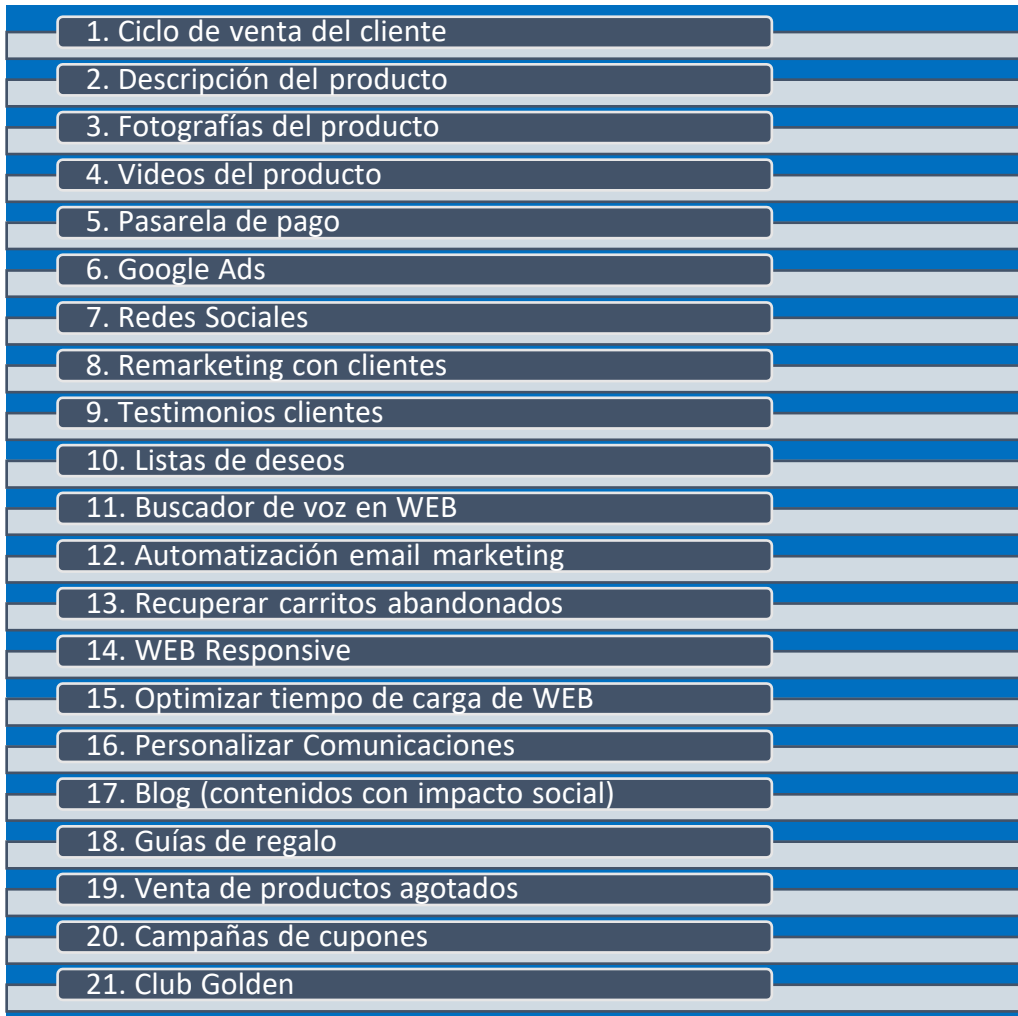 1. Ciclo de venta del cliente
2. Descripción del producto
3. Fotografías del producto
4. Videos del producto
5. Pasarela de pago
6. Google Ads
7. Redes Sociales
8. Remarketing con clientes
9. Testimonios clientes
10. Listas de deseos
11. Buscador de voz en WEB
12. Automatización email marketing
13. Recuperar carritos abandonados
14. WEB Responsive
15. Optimizar tiempo de carga de WEB
16. Personalizar Comunicaciones
17. Blog (contenidos con impacto social)
18. Guías de regalo
19. Venta de productos agotados
20. Campañas de cupones
21. Club Golden